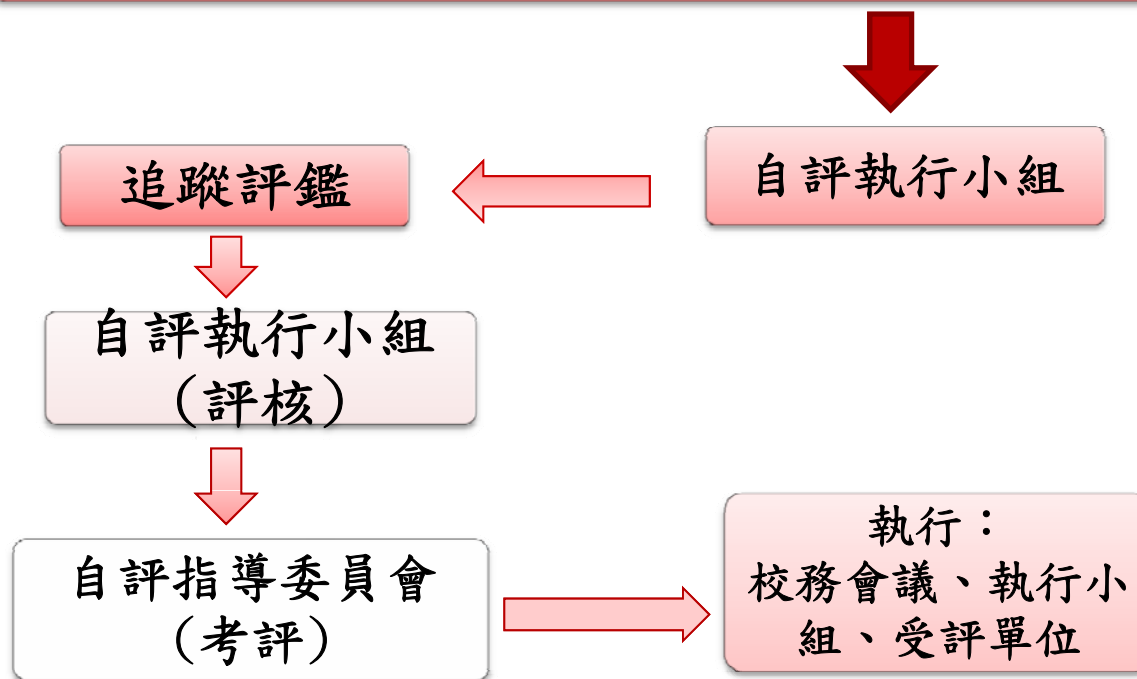 自評執行小組
追蹤評鑑
自評執行小組
（評核）
自評指導委員會
（考評）
執行：
校務會議、執行小
組、受評單位